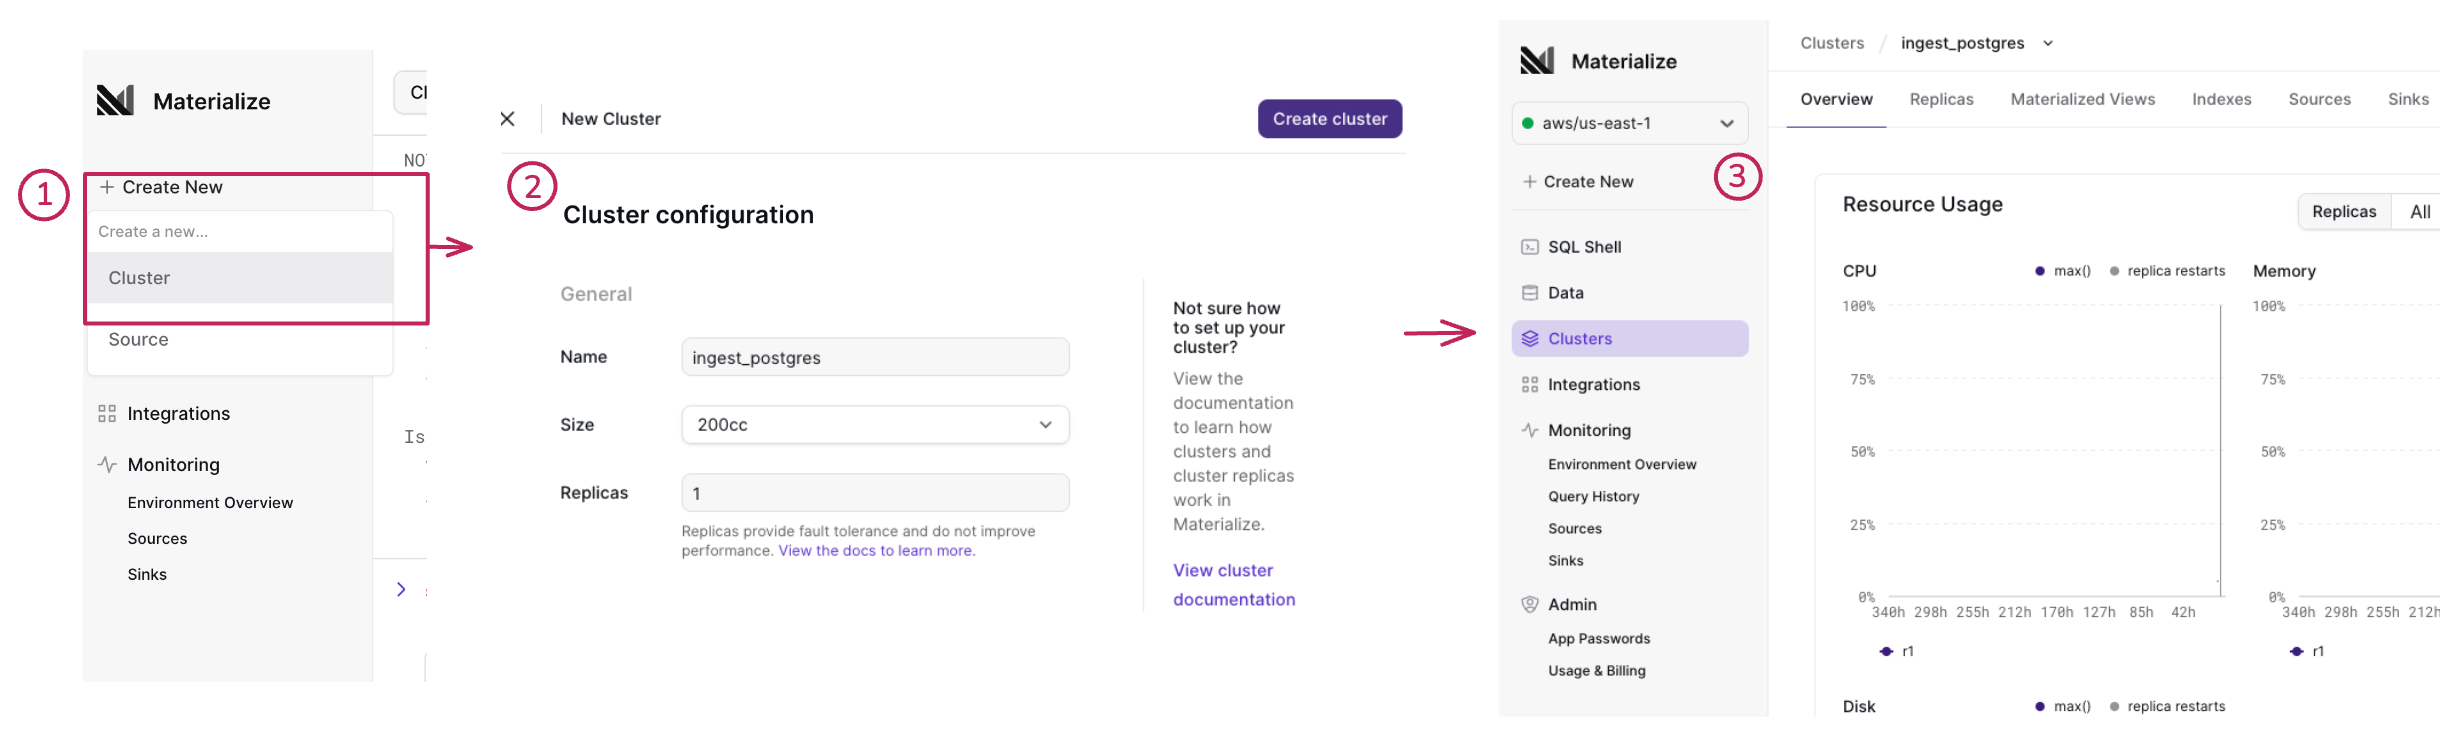 1
Materialize
Cl
+ Create New
Create a new...
Cluster
Source
Integrations
Monitoring
Environment Overview
Sources
Sinks
NO
Is
2
New Cluster
Create cluster
Cluster configuration
General
Name
ingest_postgres
Size
200cc
Replicas
1
Replicas provide fault tolerance and do not improve
performance. View the docs to learn more.
Not sure how
to set up your
cluster?
View the
documentation
to learn how
clusters and
cluster replicas
work in
Materialize.
View cluster
documentation
3
Materialize
aws/us-east-1
+ Create New
SQL Shell
Data
Clusters
Integrations
Monitoring
Environment Overview
Query History
Sources
Sinks
Admin
App Passwords
Usage & Billing
Clusters / ingest_postgres
Overview Replicas Materialized Views Indexes Sources Sinks
Resource Usage
Replicas All
CPU max() replica restarts
100%
75%
50%
25%
0%
340h 298h 255h 212h 170h 127h 85h 42h
r1
Memory
100%
75%
50%
25%
0%
340h 298h 255h 212h
r1
Disk max() replica restarts